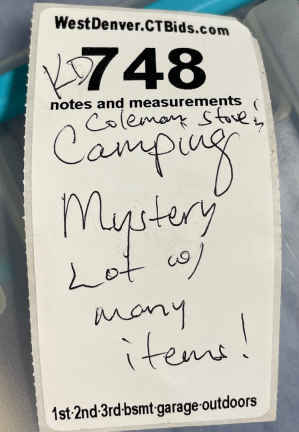 WestDenver.CTBids.com
KD 748
notes and measurements
Coleman Stove &
Camping
Mystery
Lot w/
many
items!
1st·2nd·3rd·bsmt·garage·outdoors